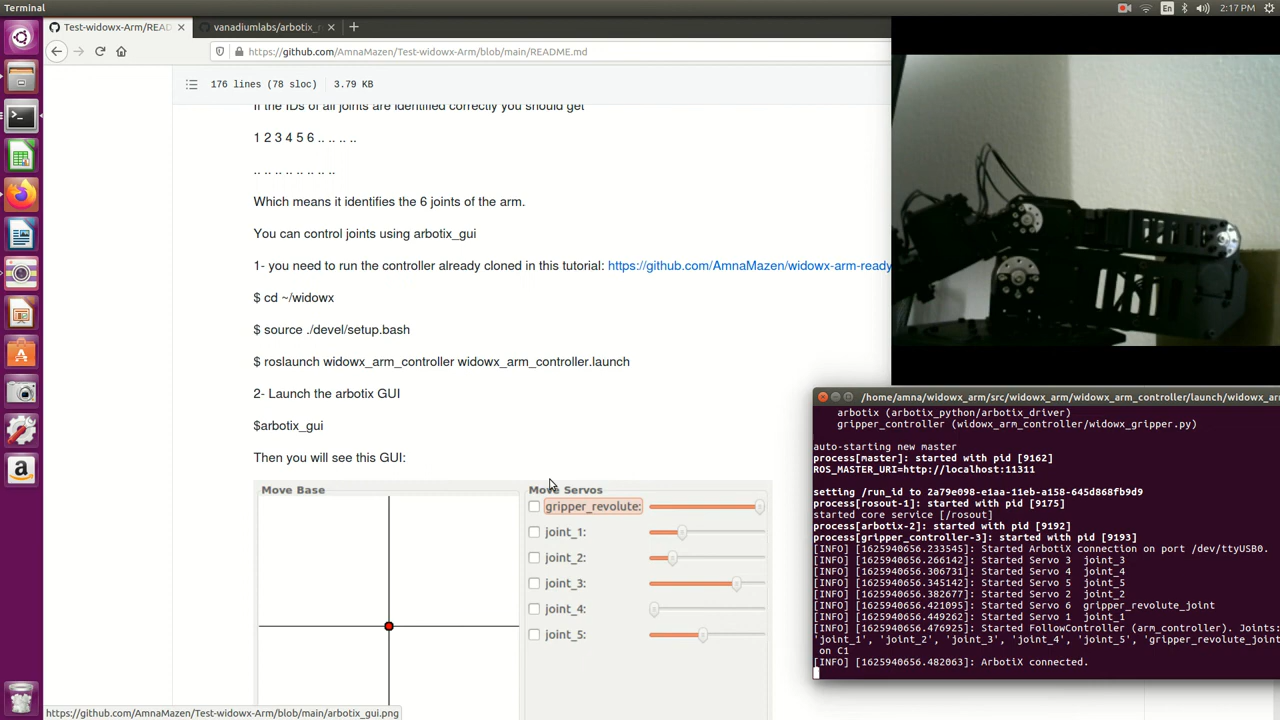 Terminal
En
2:17 PM
Test-widowx-Arm/READ
vanadiumlabs/arbotix_r
https://github.com/AmnaMazen/Test-widowx-Arm/blob/main/README.md
176 lines (78 sloc) 3.79 KB
If the IDs of all joints are identified correctly you should get
1 2 3 4 5 6 .. .. .. ..
.. .. .. .. .. .. .. ..
Which means it identifies the 6 joints of the arm.
You can control joints using arbotix_gui
1- you need to run the controller already cloned in this tutorial: https://github.com/AmnaMazen/widowx-arm-ready
$ cd ~/widowx
$ source ./devel/setup.bash
$ roslaunch widowx_arm_controller widowx_arm_controller.launch
2- Launch the arbotix GUI
$arbotix_gui
Then you will see this GUI:
Move Base
Move Servos
gripper_revolute:
joint_1:
joint_2:
joint_3:
joint_4:
joint_5:
https://github.com/AmnaMazen/Test-widowx-Arm/blob/main/arbotix_gui.png
/home/amna/widowx_arm/src/widowx_arm/widowx_arm_controller/launch/widowx_ar
arbotix (arbotix_python/arbotix_driver)
gripper_controller (widowx_arm_controller/widowx_gripper.py)
auto-starting new master
process[master]: started with pid [9162]
ROS_MASTER_URI=http://localhost:11311
setting /run_id to 2a79e098-e1aa-11eb-a158-645d868fb9d9
process[rosout-1]: started with pid [9175]
started core service [/rosout]
process[arbotix-2]: started with pid [9192]
process[gripper_controller-3]: started with pid [9193]
[INFO] [1625940656.233545]: Started ArbotiX connection on port /dev/ttyUSB0.
[INFO] [1625940656.266142]: Started Servo 3 joint_3
[INFO] [1625940656.306731]: Started Servo 4 joint_4
[INFO] [1625940656.345142]: Started Servo 5 joint_5
[INFO] [1625940656.382677]: Started Servo 2 joint_2
[INFO] [1625940656.421095]: Started Servo 6 gripper_revolute_joint
[INFO] [1625940656.449262]: Started Servo 1 joint_1
[INFO] [1625940656.476925]: Started FollowController (arm_controller). Joints:
'joint_1', 'joint_2', 'joint_3', 'joint_4', 'joint_5', 'gripper_revolute_joint
on C1
[INFO] [1625940656.482063]: ArbotiX connected.